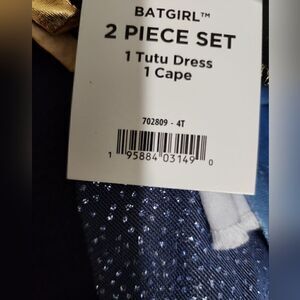 BATGIRL™
2 PIECE SET
1 Tutu Dress
1 Cape
702809 - 4T
1 95884 03149 0